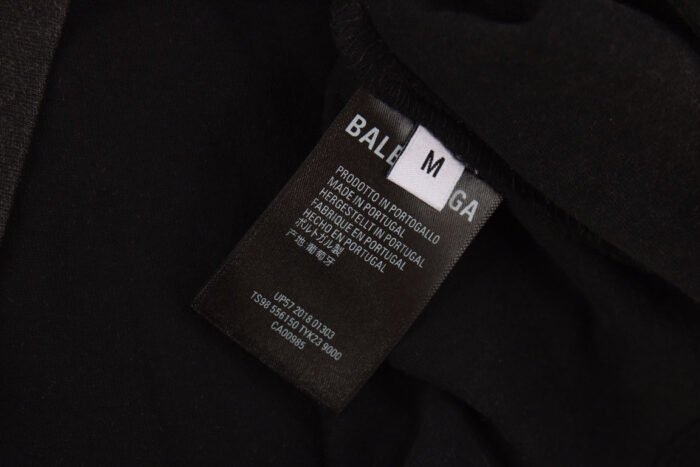 BALE GA
M
PRODOTTO IN PORTOGALLO
MADE IN PORTUGAL
HERGESTELLT IN PORTUGAL
FABRIQUE EN PORTUGAL
HECHO EN PORTUGAL
ポルトガル製
产地:葡萄牙
UP57 2018 01303
TS98 556150 TYK23 9000
CA00985